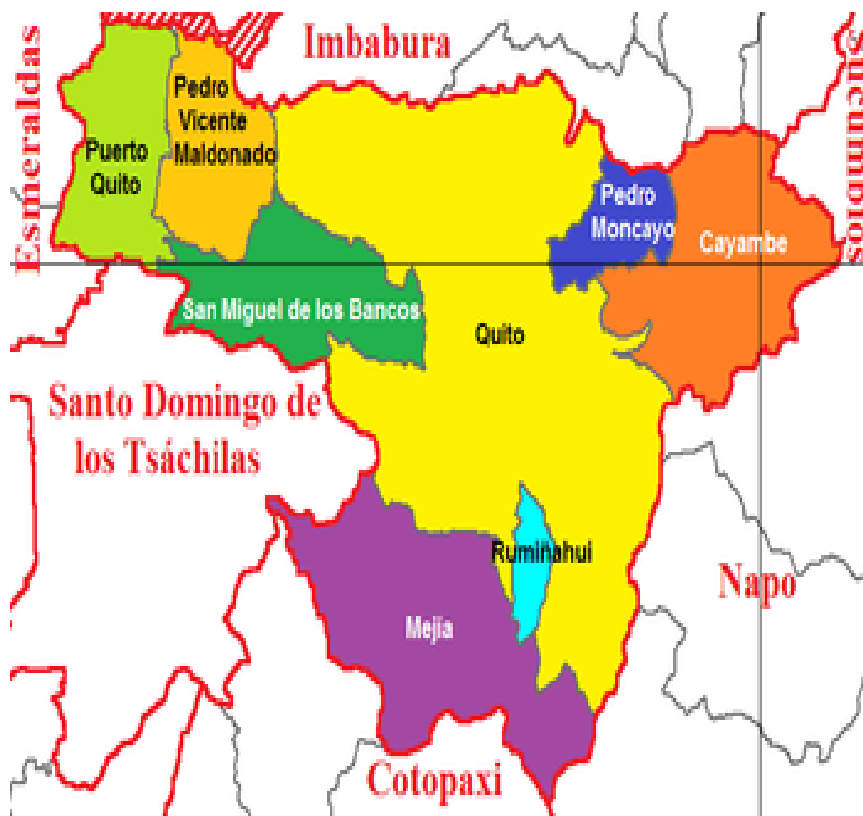 Imbabura
Esmeraldas
Sucumbíos
Pedro
Vicente
Maldonado
Puerto
Quito
Pedro
Moncayo
Cayambe
San Miguel de los Bancos
Quito
Santo Domingo de
los Tsáchilas
Rumiñahui
Napo
Mejía
Cotopaxi